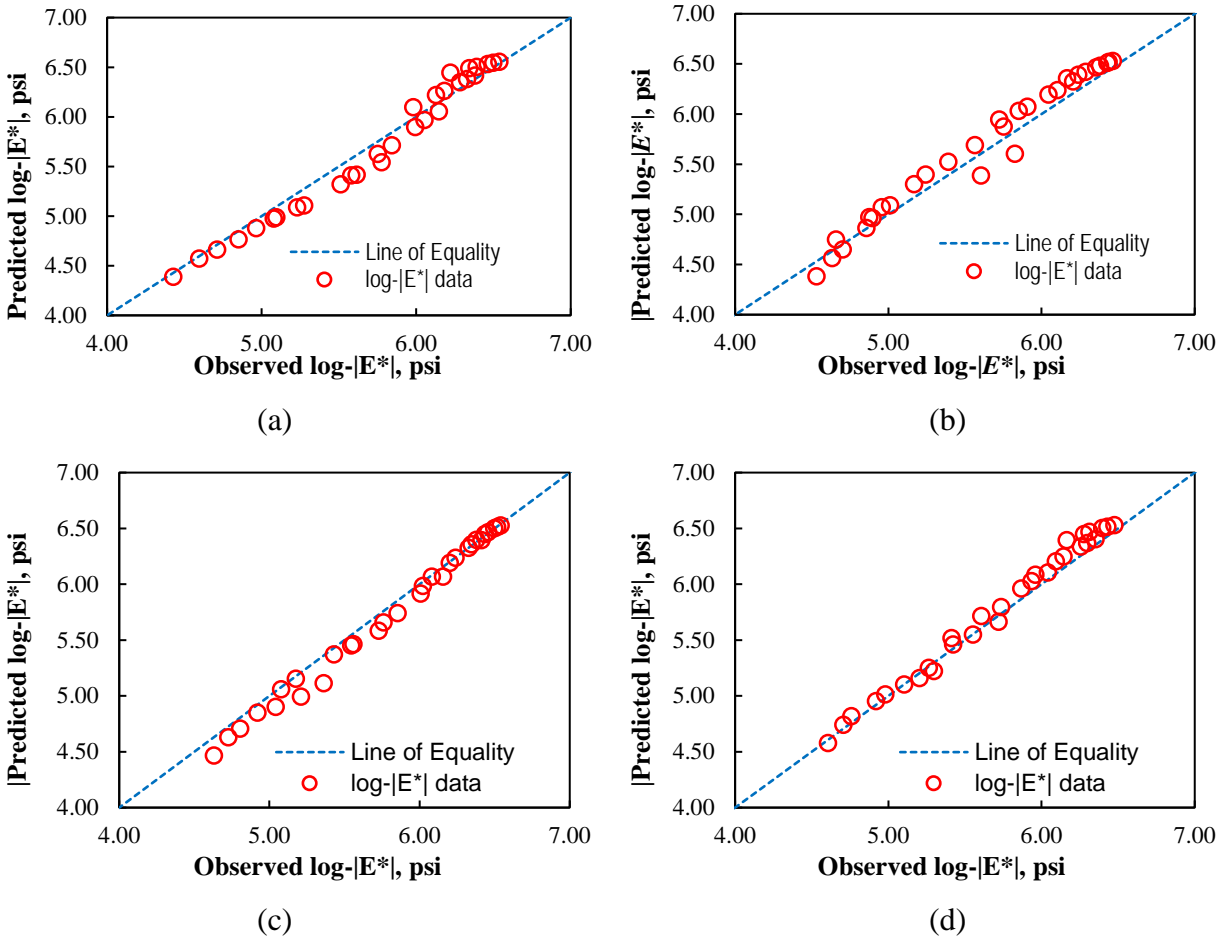 7.00
6.50
6.00
5.50
5.00
4.50
4.00
Predicted log-|E*|, psi
Line of Equality
log-|E*| data
4.00 5.00 6.00 7.00
Observed log-|E*|, psi
(a)
7.00
6.50
6.00
5.50
5.00
4.50
4.00
|Predicted log-|E*|, psi
Line of Equality
log-|E*| data
4.00 5.00 6.00 7.00
Observed log-|E*|, psi
(b)
7.00
6.50
6.00
5.50
5.00
4.50
4.00
|Predicted log-|E*|, psi
Line of Equality
log-|E*| data
4.00 5.00 6.00 7.00
Observed log-|E*|, psi
(c)
7.00
6.50
6.00
5.50
5.00
4.50
4.00
|Predicted log-|E*|, psi
Line of Equality
log-|E*| data
4.00 5.00 6.00 7.00
Observed log-|E*|, psi
(d)